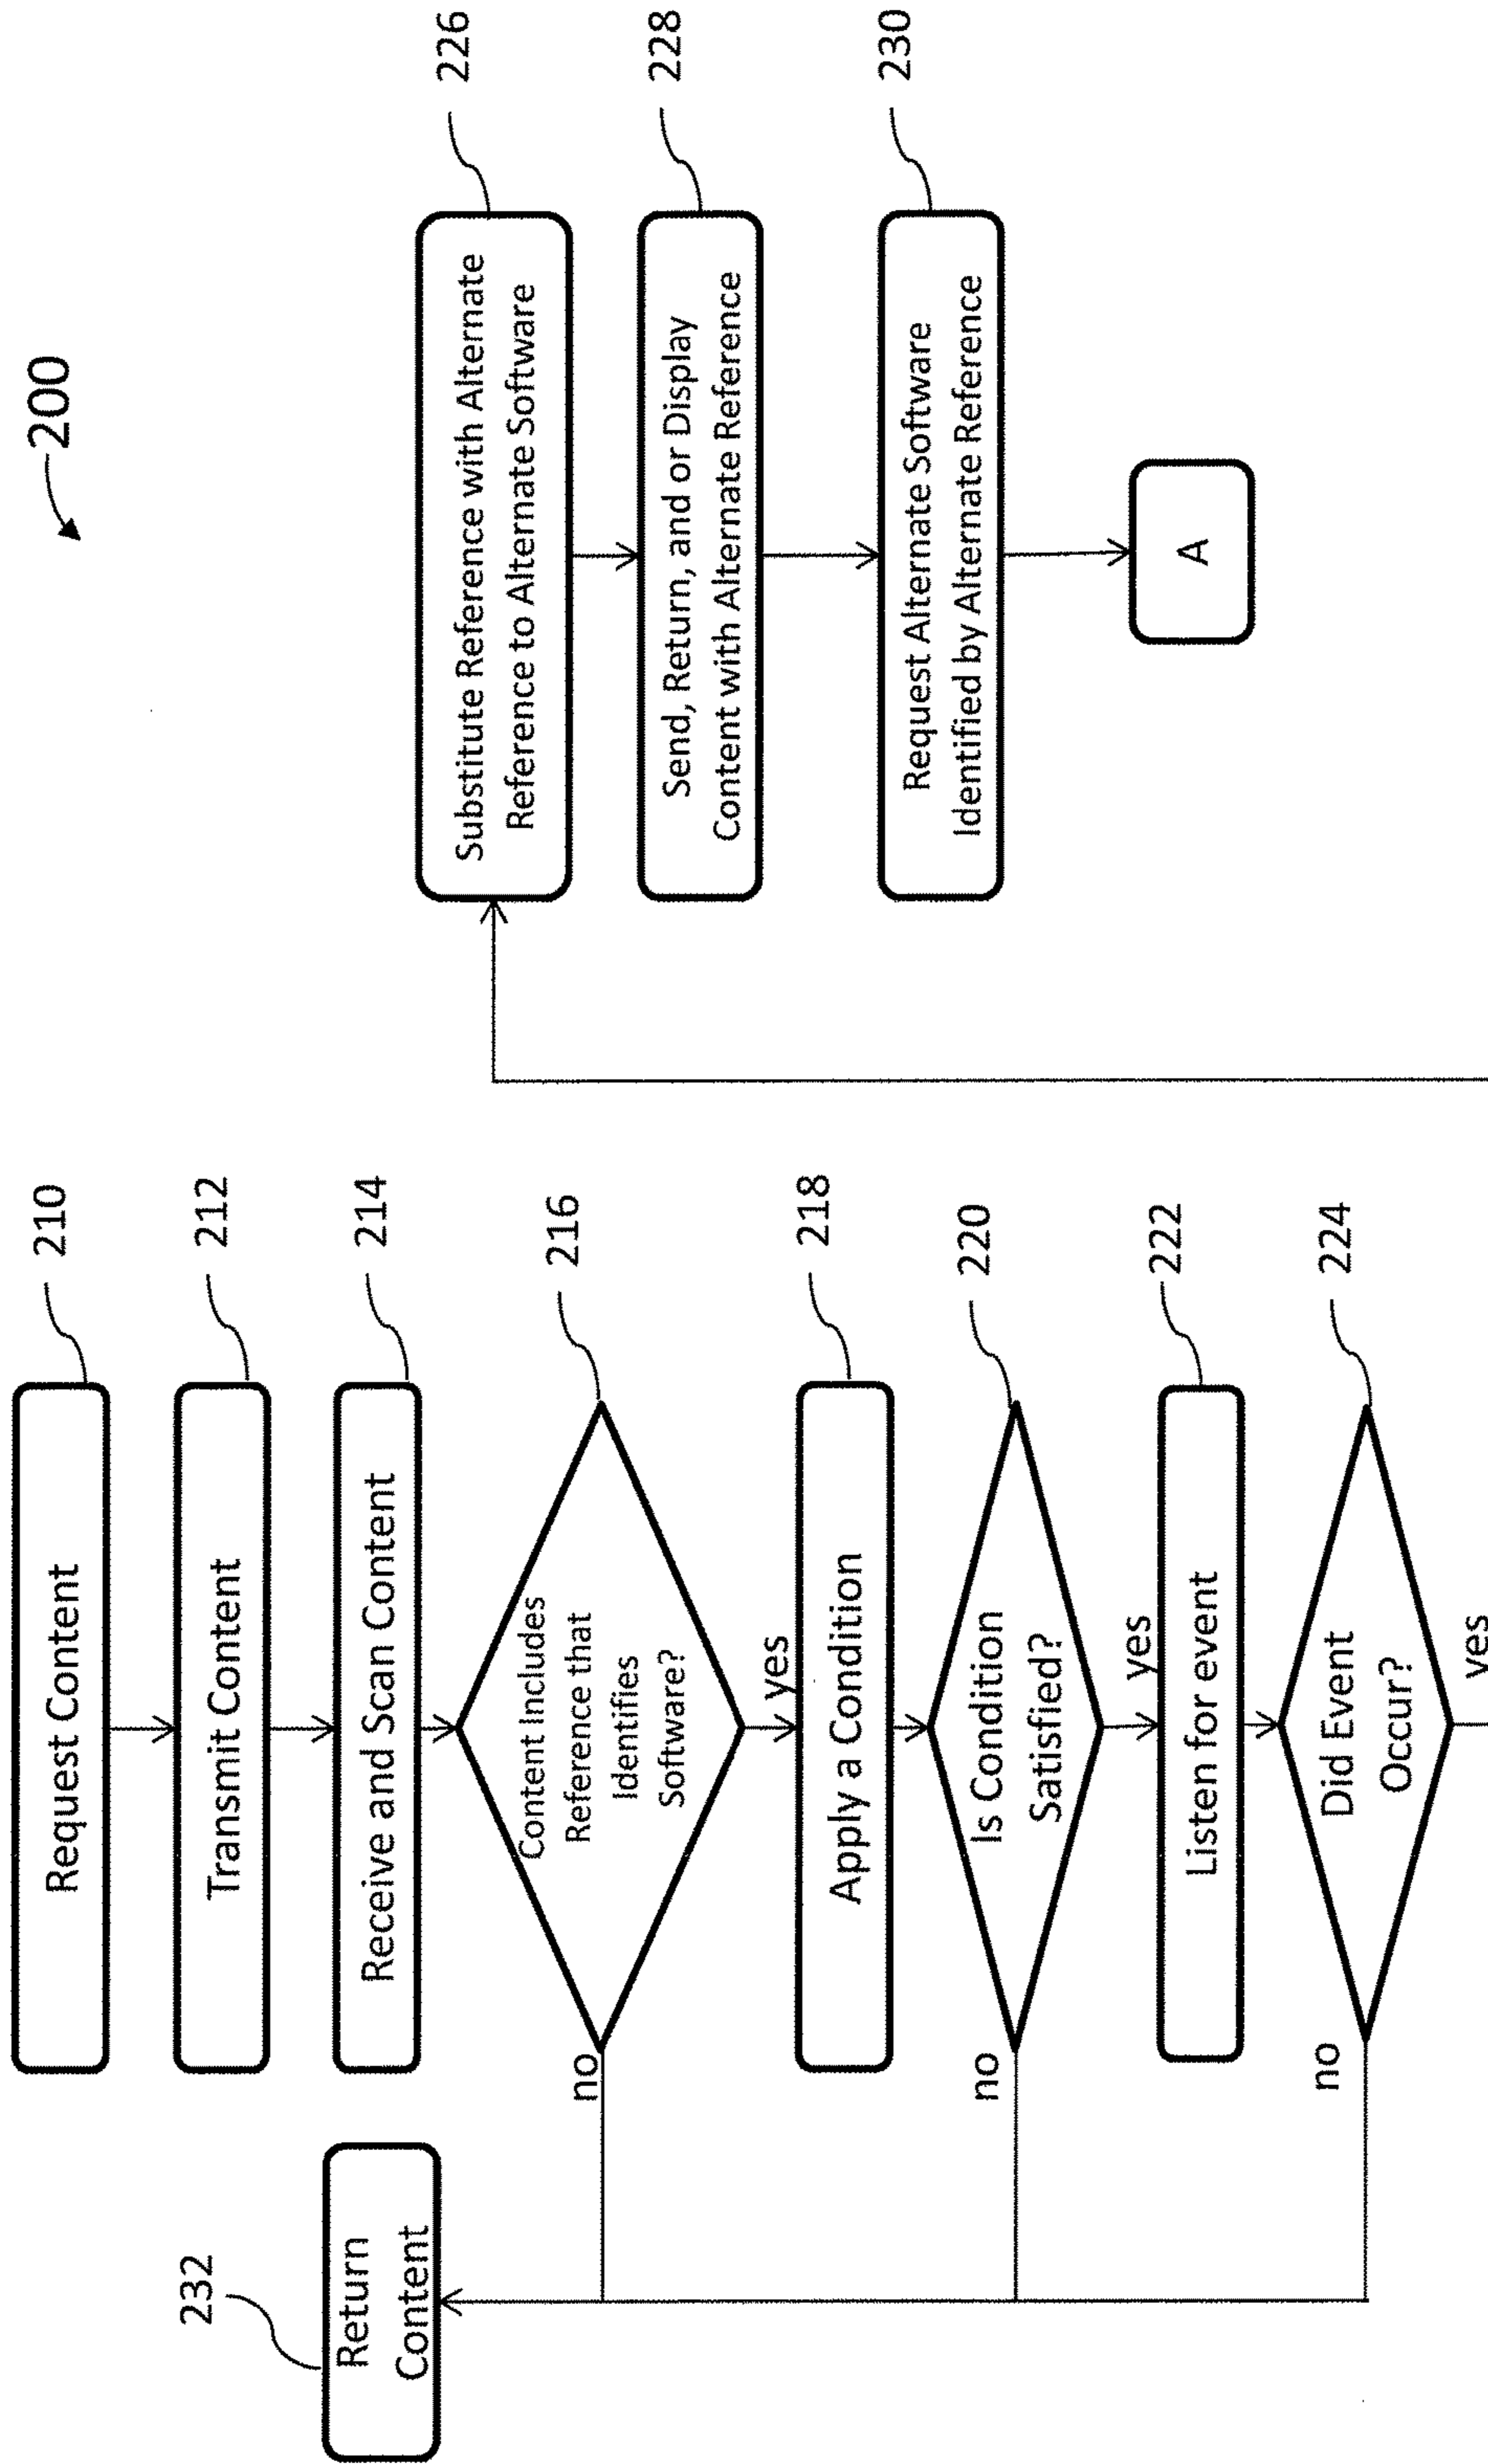 200
Request Content
210
Transmit Content
212
Receive and Scan Content
214
Content Includes
Reference that
Identifies
Software?
216
no
yes
Return
Content
232
Apply a Condition
218
Is Condition
Satisfied?
220
no
yes
Listen for event
222
Did Event
Occur?
224
no
yes
Substitute Reference with Alternate
Reference to Alternate Software
226
Send, Return, and or Display
Content with Alternate Reference
228
Request Alternate Software
Identified by Alternate Reference
230
A